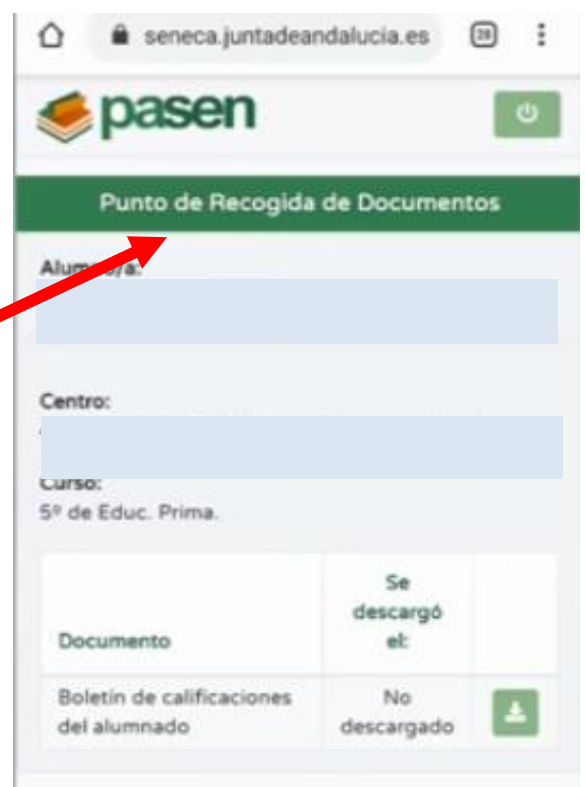 seneca.juntadeandalucia.es
28
pasen
Punto de Recogida de Documentos
Alumno/a:
Centro:
Curso:
5º de Educ. Prima.
Documento
Se
descargó
el:
Boletín de calificaciones
del alumnado
No
descargado